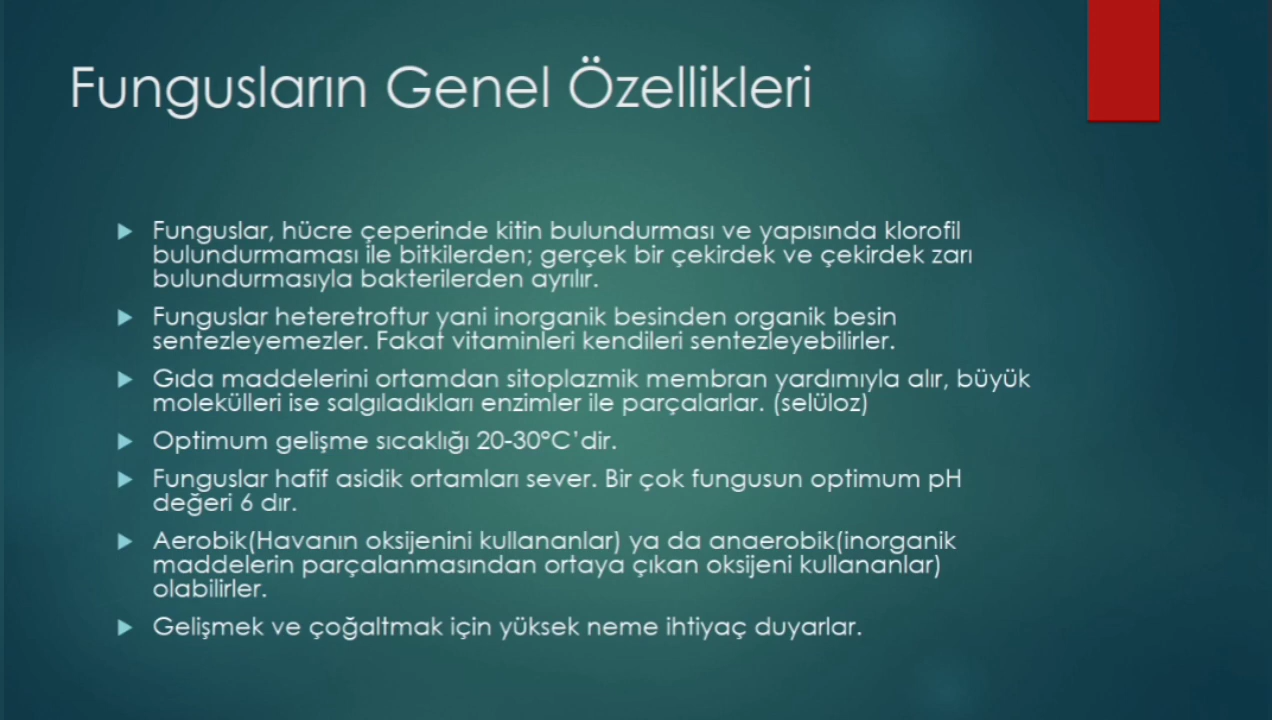 Fungusların Genel Özellikleri
Funguslar, hücre çeperinde kitin bulundurması ve yapısında klorofil
bulundurmaması ile bitkilerden; gerçek bir çekirdek ve çekirdek zarı
bulundurmasıyla bakterilerden ayrılır.
Funguslar heteretroftur yani inorganik besinden organik besin
sentezleyemezler. Fakat vitaminleri kendileri sentezleyebilirler.
Gıda maddelerini ortamdan sitoplazmik membran yardımıyla alır, büyük
molekülleri ise salgıladıkları enzimler ile parçalarlar. (selüloz)
Optimum gelişme sıcaklığı 20-30°C'dir.
Funguslar hafif asidik ortamları sever. Bir çok fungusun optimum pH
değeri 6 dır.
Aerobik(Havanın oksijenini kullananlar) ya da anaerobik(inorganik
maddelerin parçalanmasından ortaya çıkan oksijeni kullananlar)
olabilirler.
Gelişmek ve çoğaltmak için yüksek neme ihtiyaç duyarlar.